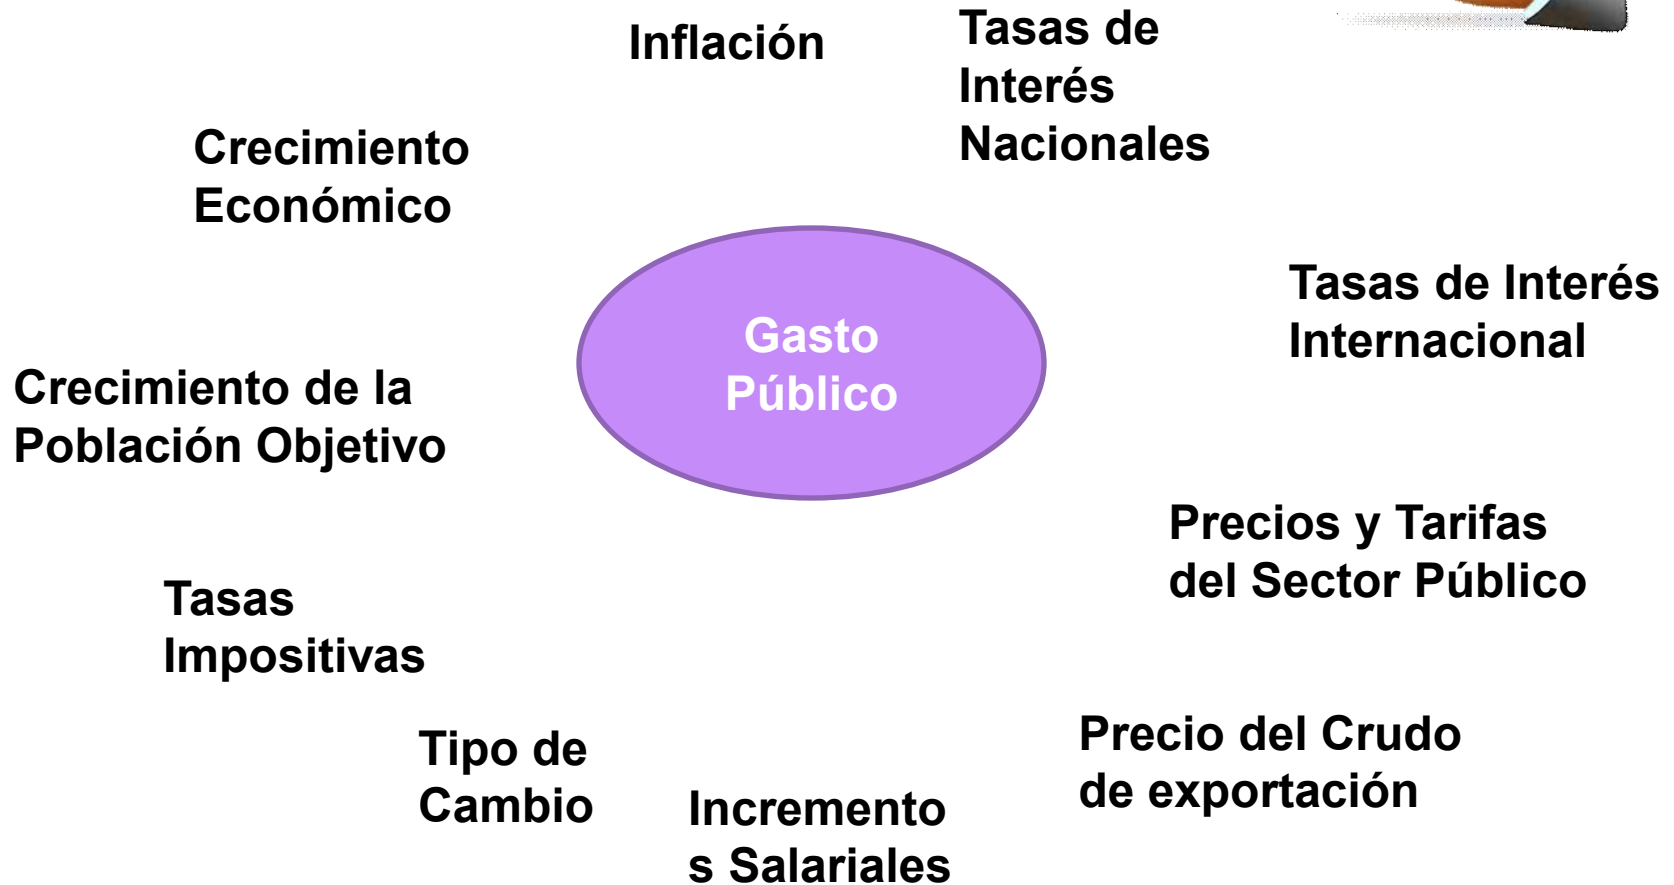 Inflación
Tasas de
Interés
Nacionales
Crecimiento
Económico
Tasas de Interés
Internacional
Gasto
Público
Crecimiento de la
Población Objetivo
Precios y Tarifas
del Sector Público
Tasas
Impositivas
Tipo de
Cambio
Precio del Crudo
de exportación
Incremento
s Salariales